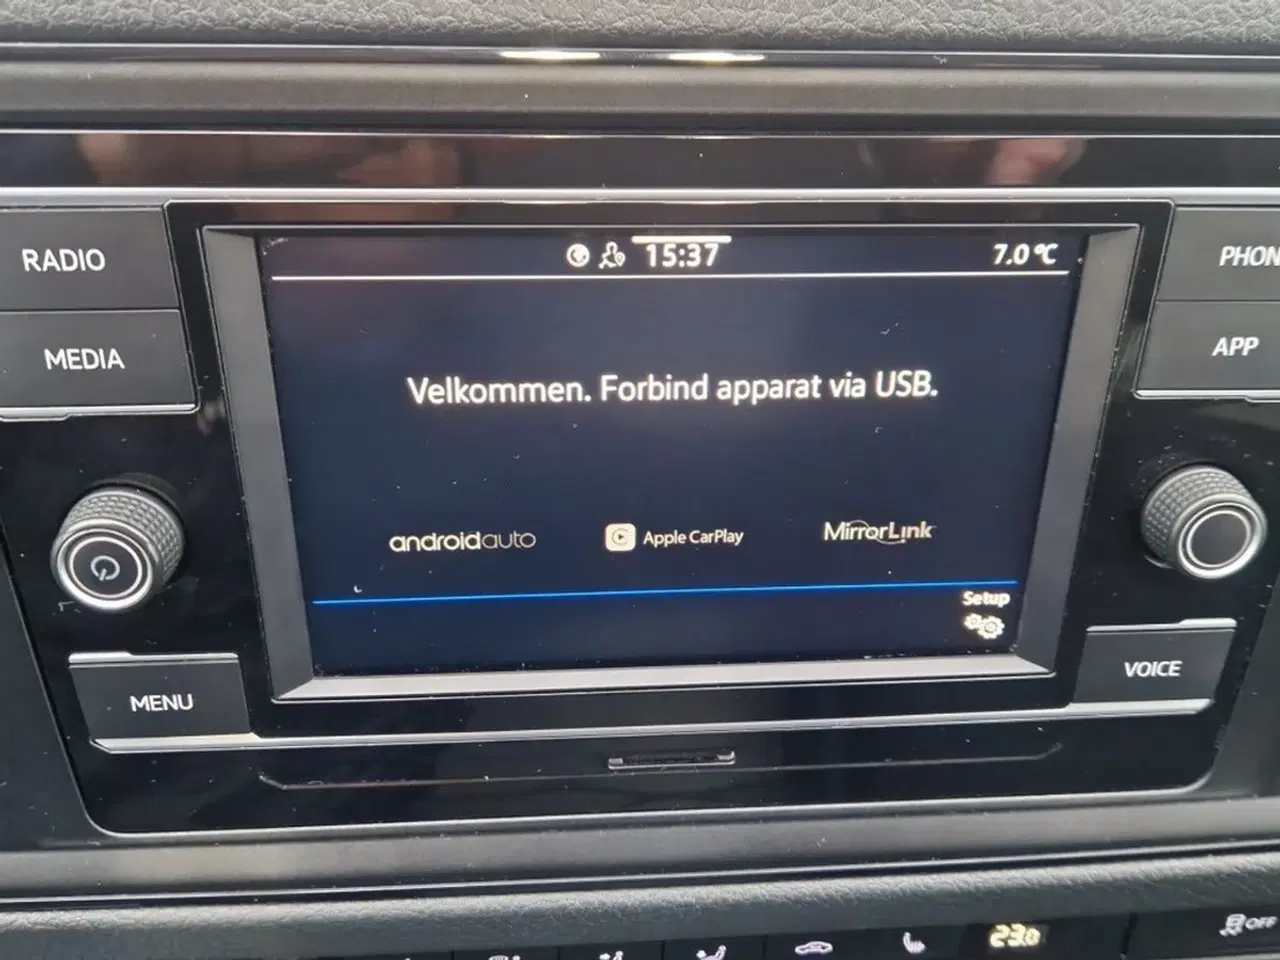 15:37
7.0 °C
RADIO
PHON
MEDIA
APP
Velkommen. Forbind apparat via USB.
androidauto
Apple CarPlay
MirrorLink
Setup
MENU
VOICE
23.0
OFF